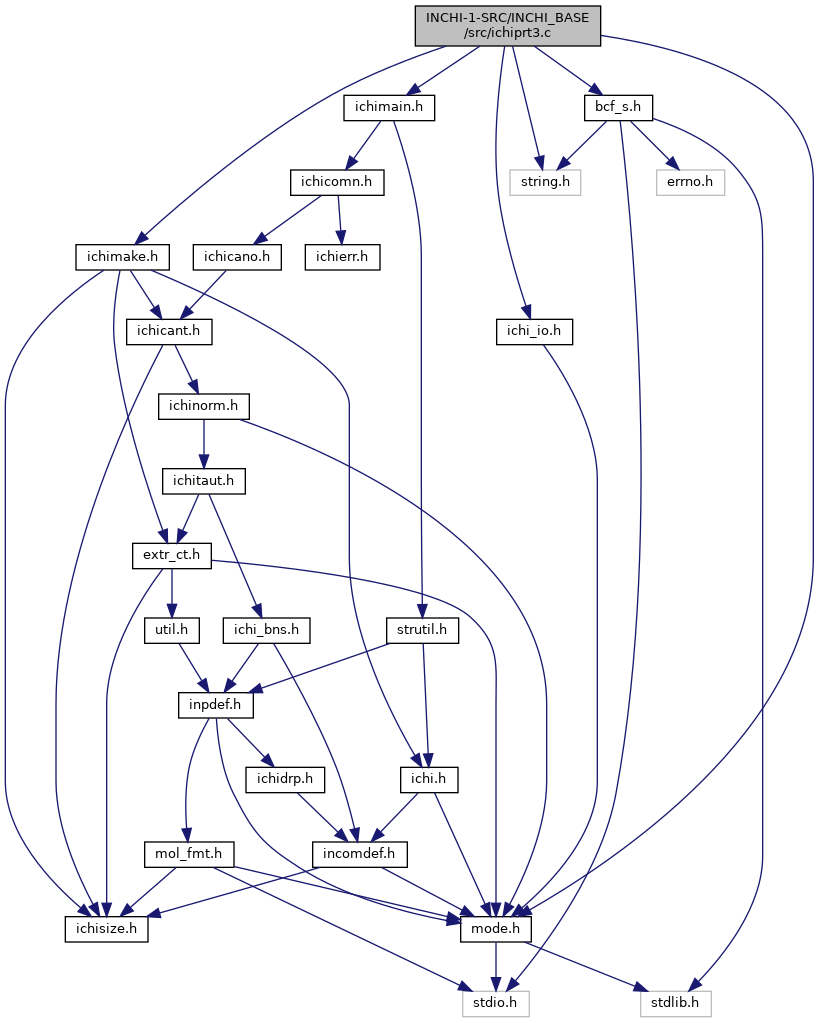 INCHI-1-SRC/INCHI_BASE
/src/ichiprt3.c
ichimain.h
bcf_s.h
ichicomn.h
string.h
errno.h
ichimake.h
ichicano.h
ichierr.h
ichicant.h
ichi_io.h
ichinorm.h
ichitaut.h
extr_ct.h
util.h
ichi_bns.h
strutil.h
inpdef.h
ichidrp.h
ichi.h
mol_fmt.h
incomdef.h
ichisize.h
mode.h
stdio.h
stdlib.h